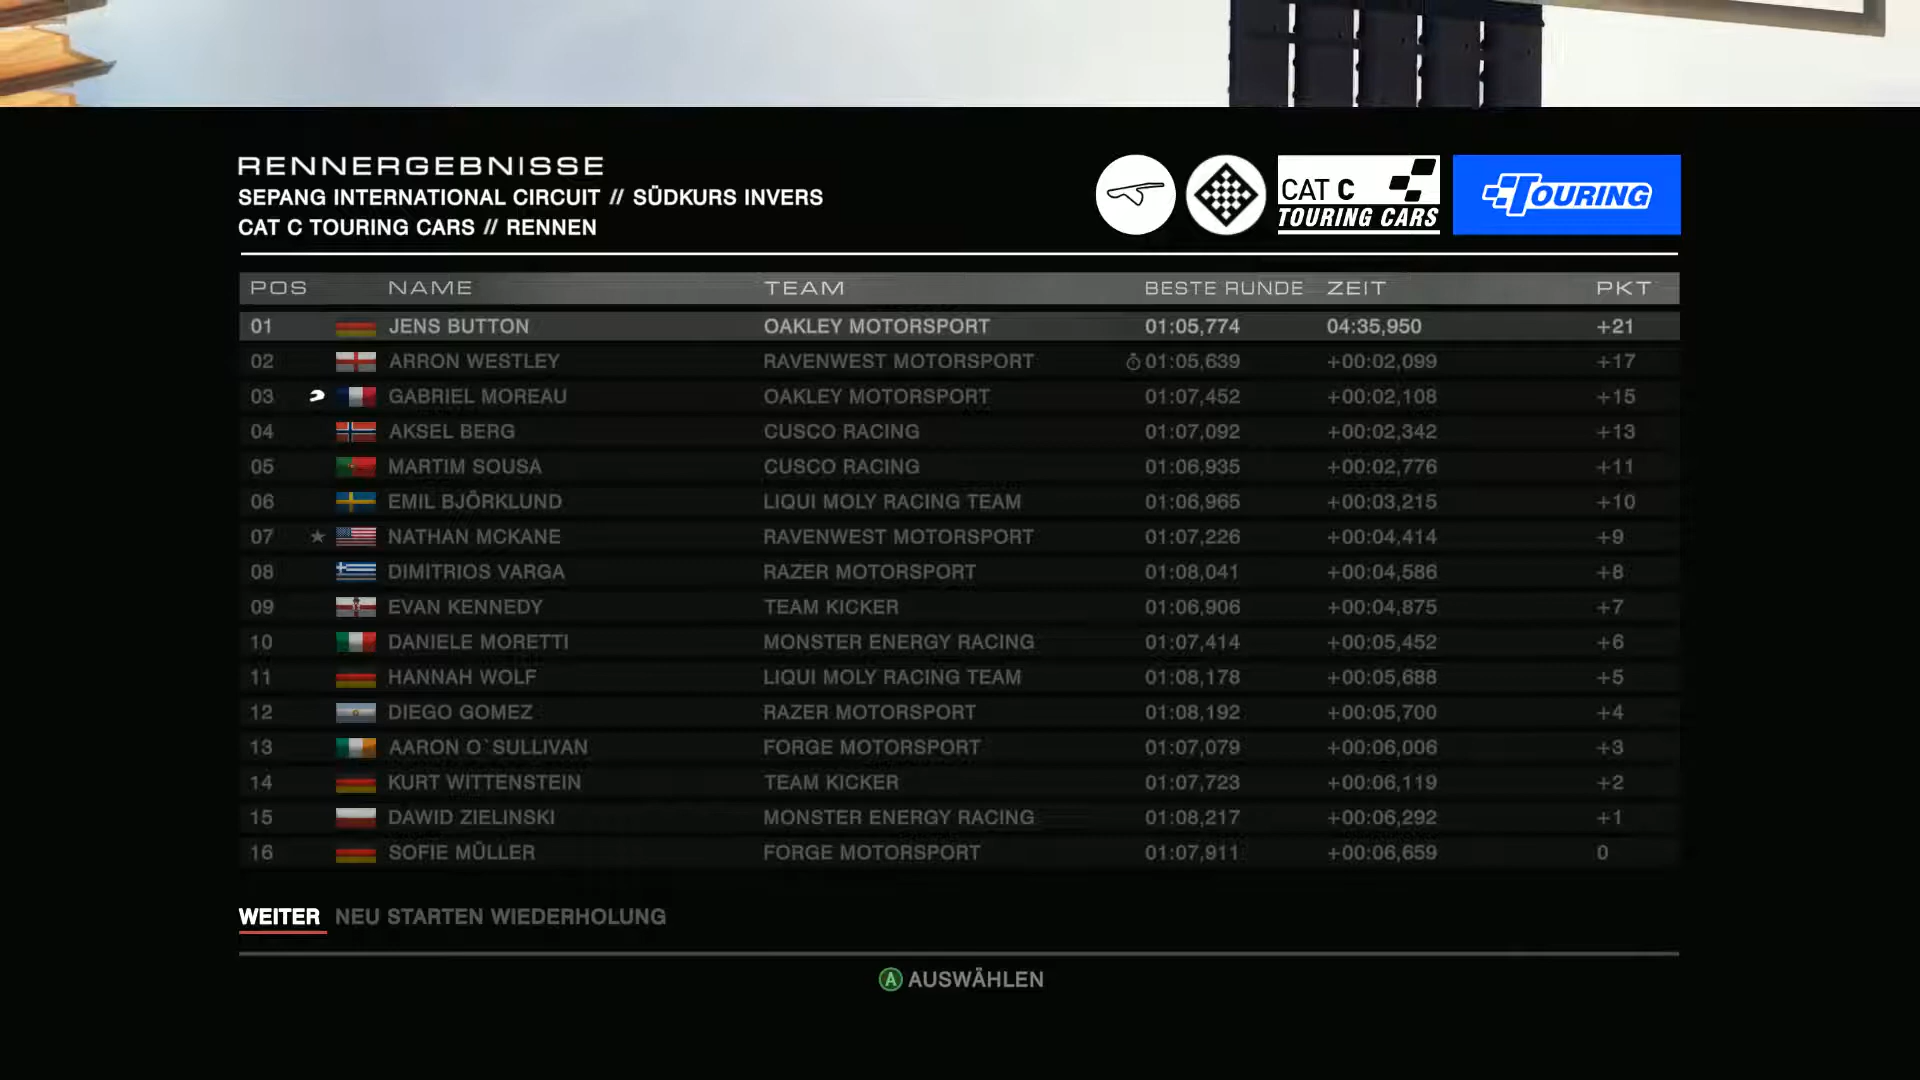 RENNERGEBNISSE
SEPANG INTERNATIONAL CIRCUIT // SÜDKURS INVERS
CAT C TOURING CARS // RENNEN
CAT C
TOURING CARS
TOURING
POS NAME TEAM BESTE RUNDE ZEIT PKT
01 JENS BUTTON OAKLEY MOTORSPORT 01:05,774 04:35,950 +21
02 ARRON WESTLEY RAVENWEST MOTORSPORT 01:05,639 +00:02,099 +17
03 GABRIEL MOREAU OAKLEY MOTORSPORT 01:07,452 +00:02,108 +15
04 AKSEL BERG CUSCO RACING 01:07,092 +00:02,342 +13
05 MARTIM SOUSA CUSCO RACING 01:06,935 +00:02,776 +11
06 EMIL BJÖRKLUND LIQUI MOLY RACING TEAM 01:06,965 +00:03,215 +10
07 NATHAN MCKANE RAVENWEST MOTORSPORT 01:07,226 +00:04,414 +9
08 DIMITRIOS VARGA RAZER MOTORSPORT 01:08,041 +00:04,586 +8
09 EVAN KENNEDY TEAM KICKER 01:06,906 +00:04,875 +7
10 DANIELE MORETTI MONSTER ENERGY RACING 01:07,414 +00:05,452 +6
11 HANNAH WOLF LIQUI MOLY RACING TEAM 01:08,178 +00:05,688 +5
12 DIEGO GOMEZ RAZER MOTORSPORT 01:08,192 +00:05,700 +4
13 AARON O`SULLIVAN FORGE MOTORSPORT 01:07,079 +00:06,006 +3
14 KURT WITTENSTEIN TEAM KICKER 01:07,723 +00:06,119 +2
15 DAWID ZIELINSKI MONSTER ENERGY RACING 01:08,217 +00:06,292 +1
16 SOFIE MÜLLER FORGE MOTORSPORT 01:07,911 +00:06,659 0
WEITER NEU STARTEN WIEDERHOLUNG
A AUSWÄHLEN